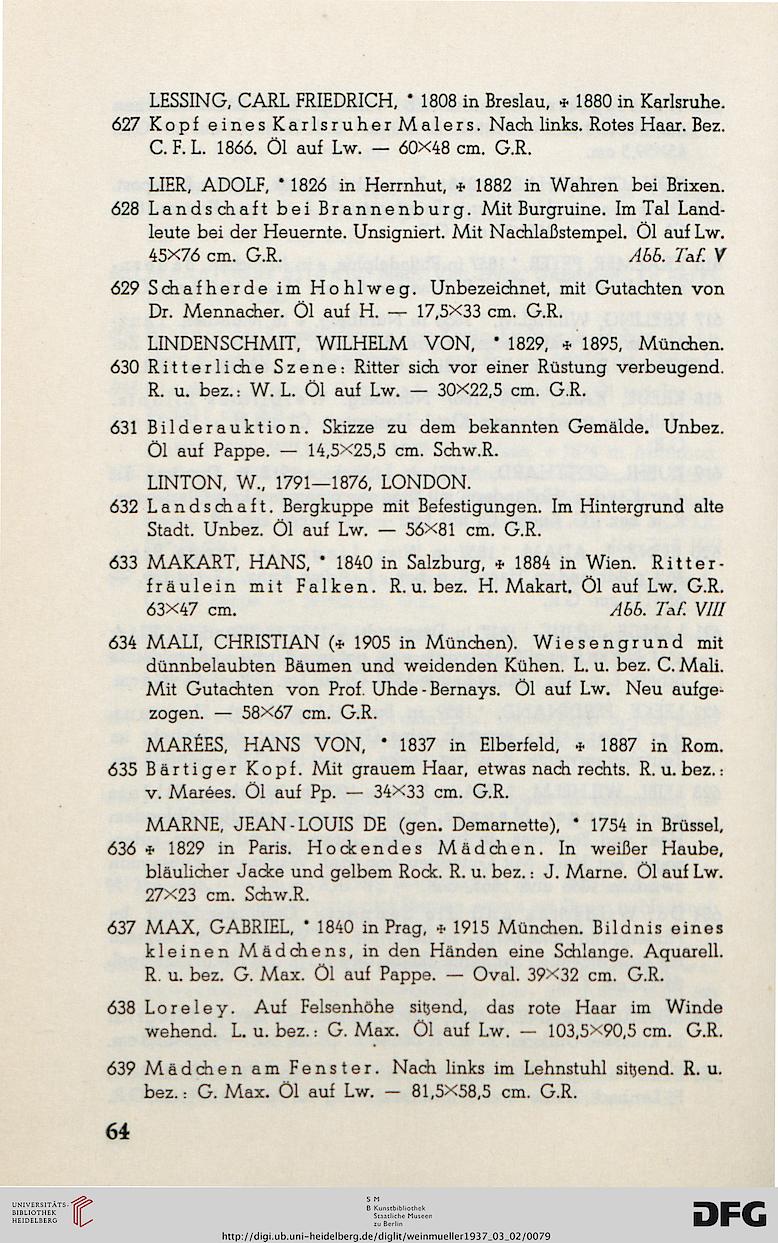 LESSING, CARL FRIEDRICH, * 1808 in Breslau, ✢ 1880 in Karlsruhe.
627 Kopf eines Karlsruher Malers. Nach links. Rotes Haar. Bez.
C. F. L. 1866. Öl auf Lw. — 60×48 cm. G.R.
LIER, ADOLF, * 1826 in Herrnhut, ✢ 1882 in Wahren bei Brixen.
628 Landschaft bei Brannenburg. Mit Burgruine. Im Tal Land-
leute bei der Heuernte. Unsigniert. Mit Nachlaßstempel. Öl auf Lw.
45×76 cm. G.R. Abb. Taf. V
629 Schafherde im Hohlweg. Unbezeichnet, mit Gutachten von
Dr. Mennacher. Öl auf H. — 17,5×33 cm. G.R.
LINDENSCHMIT, WILHELM VON, * 1829, ✢ 1895, München.
630 Ritterliche Szene: Ritter sich vor einer Rüstung verbeugend.
R. u. bez.: W. L. Öl auf Lw. — 30×22,5 cm. G.R.
631 Bilderauktion. Skizze zu dem bekannten Gemälde. Unbez.
Öl auf Pappe. — 14,5×25,5 cm. Schw.R.
LINTON, W., 1791—1876, LONDON.
632 Landschaft. Bergkuppe mit Befestigungen. Im Hintergrund alte
Stadt. Unbez. Öl auf Lw. — 56×81 cm. G.R.
633 MAKART, HANS, * 1840 in Salzburg, ✢ 1884 in Wien. Ritter-
fräulein mit Falken. R. u. bez. H. Makart. Öl auf Lw. G.R.
63×47 cm. Abb. Taf. VIII
634 MALI, CHRISTIAN (✢ 1905 in München). Wiesengrund mit
dünnbelaubten Bäumen und weidenden Kühen. L. u. bez. C. Mali.
Mit Gutachten von Prof. Uhde-Bernays. Öl auf Lw. Neu aufge-
zogen. — 58×67 cm. G.R.
MARÉES, HANS VON, * 1837 in Elberfeld, ✢ 1887 in Rom.
635 Bärtiger Kopf. Mit grauem Haar, etwas nach rechts. R. u. bez.:
v. Marées. Öl auf Pp. — 34×33 cm. G.R.
MARNE, JEAN-LOUIS DE (gen. Demarnette), * 1754 in Brüssel,
636 ✢ 1829 in Paris. Hockendes Mädchen. In weißer Haube,
bläulicher Jacke und gelbem Rock. R. u. bez.: J. Marne. Öl auf Lw.
27×23 cm. Schw.R.
637 MAX, GABRIEL, * 1840 in Prag, ✢ 1915 München. Bildnis eines
kleinen Mädchens, in den Händen eine Schlange. Aquarell.
R. u. bez. G. Max. Öl auf Pappe. — Oval. 39×32 cm. G.R.
638 Loreley. Auf Felsenhöhe sitzend, das rote Haar im Winde
wehend. L. u. bez.: G. Max. Öl auf Lw. — 103,5×90,5 cm. G.R.
639 Mädchen am Fenster. Nach links im Lehnstuhl sitzend. R. u.
bez.: G. Max. Öl auf Lw. — 81,5×58,5 cm. G.R.
64
UNIVERSITÄTS-
BIBLIOTHEK
HEIDELBERG
S M
B Kunstbibliothek
Staatliche Museen
zu Berlin
DFG
http://digi.ub.uni-heidelberg.de/diglit/weinmueller1937_03_02/0079